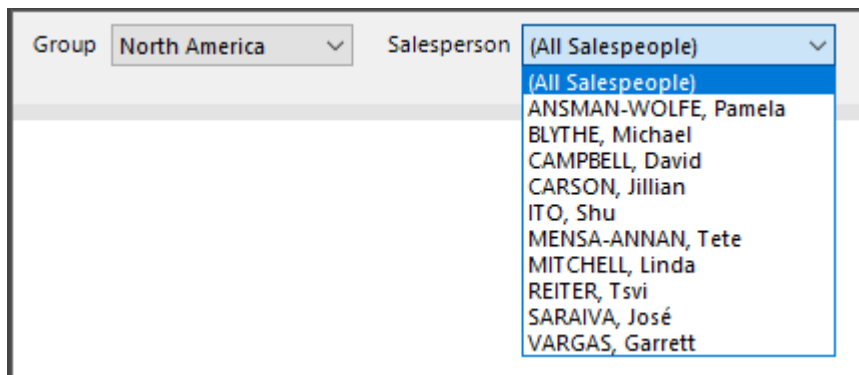 Group North America Salesperson (All Salespeople)
(All Salespeople)
ANSMAN-WOLFE, Pamela
BLYTHE, Michael
CAMPBELL, David
CARSON, Jillian
ITO, Shu
MENSA-ANNAN, Tete
MITCHELL, Linda
REITER, Tsvi
SARAIVA, José
VARGAS, Garrett